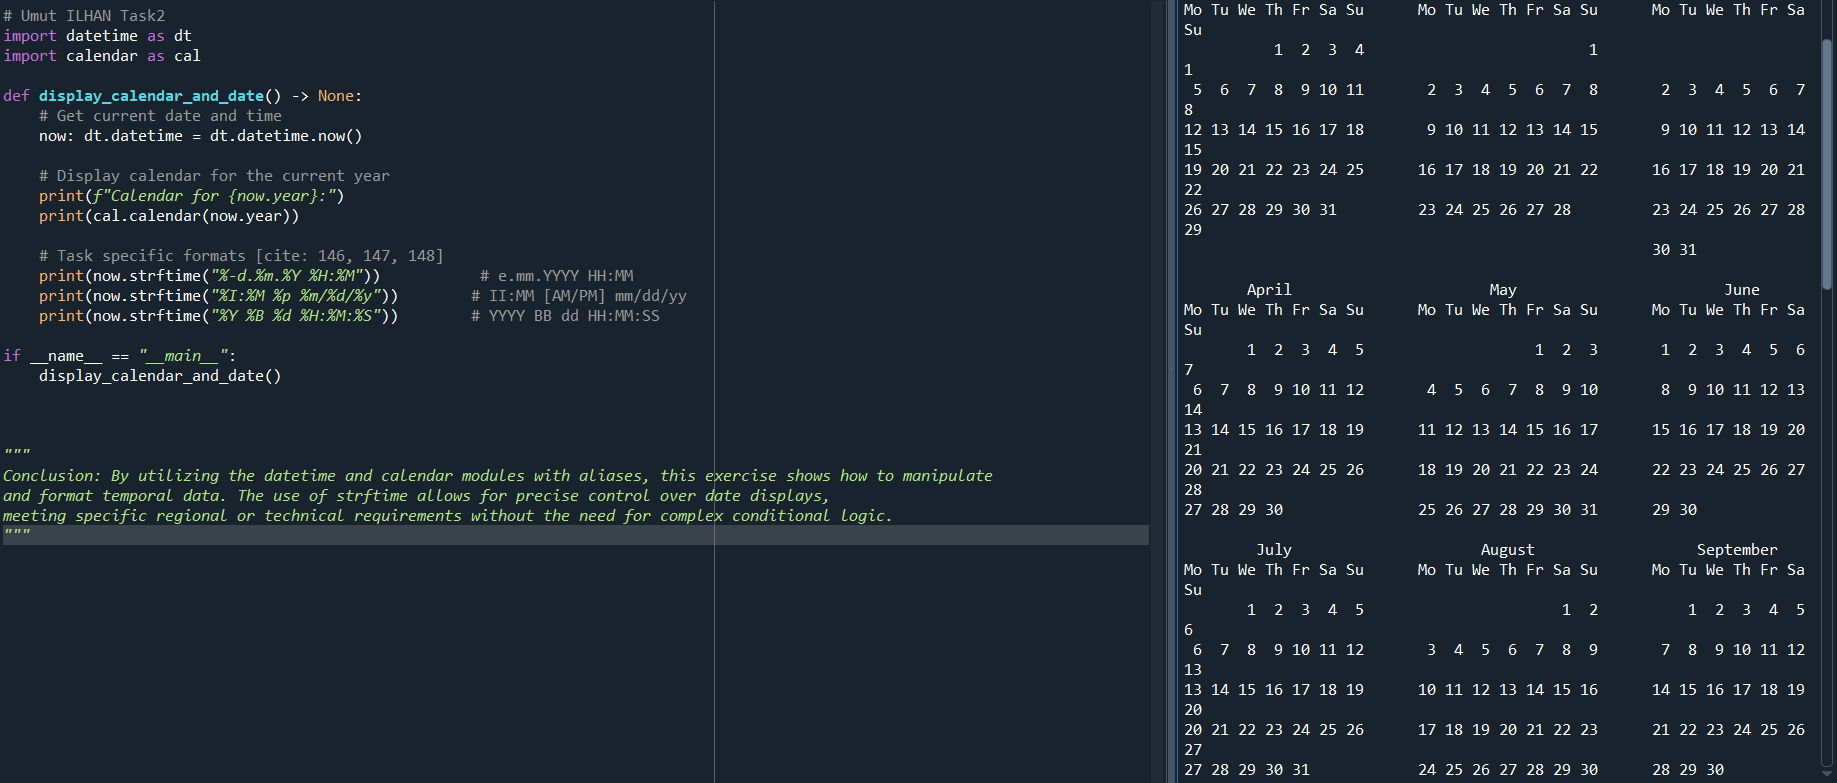 # Umut ILHAN Task2
import datetime as dt
import calendar as cal
def display_calendar_and_date() -> None:
    # Get current date and time
    now: dt.datetime = dt.datetime.now()
    # Display calendar for the current year
    print(f"Calendar for {now.year}:")
    print(cal.calendar(now.year))
    # Task specific formats [cite: 146, 147, 148]
    print(now.strftime("%-d.%m.%Y %H:%M"))           # e.mm.YYYY HH:MM
    print(now.strftime("%I:%M %p %m/%d/%y"))        # II:MM [AM/PM] mm/dd/yy
    print(now.strftime("%Y %B %d %H:%M:%S"))        # YYYY BB dd HH:MM:SS
if __name__ == "__main__":
    display_calendar_and_date()
"""
Conclusion: By utilizing the datetime and calendar modules with aliases, this exercise shows how to manipulate
and format temporal data. The use of strftime allows for precise control over date displays,
meeting specific regional or technical requirements without the need for complex conditional logic.
"""
Mo Tu We Th Fr Sa Su      Mo Tu We Th Fr Sa Su      Mo Tu We Th Fr Sa
Su
          1  2  3  4                         1
1
 5  6  7  8  9 10 11       2  3  4  5  6  7  8       2  3  4  5  6  7
8
12 13 14 15 16 17 18       9 10 11 12 13 14 15       9 10 11 12 13 14
15
19 20 21 22 23 24 25      16 17 18 19 20 21 22      16 17 18 19 20 21
22
26 27 28 29 30 31         23 24 25 26 27 28         23 24 25 26 27 28
29
                                                    30 31
       April                      May                       June
Mo Tu We Th Fr Sa Su      Mo Tu We Th Fr Sa Su      Mo Tu We Th Fr Sa
Su
       1  2  3  4  5                   1  2  3       1  2  3  4  5  6
7
 6  7  8  9 10 11 12       4  5  6  7  8  9 10       8  9 10 11 12 13
14
13 14 15 16 17 18 19      11 12 13 14 15 16 17      15 16 17 18 19 20
21
20 21 22 23 24 25 26      18 19 20 21 22 23 24      22 23 24 25 26 27
28
27 28 29 30               25 26 27 28 29 30 31      29 30
        July                     August                  September
Mo Tu We Th Fr Sa Su      Mo Tu We Th Fr Sa Su      Mo Tu We Th Fr Sa
Su
       1  2  3  4  5                      1  2          1  2  3  4  5
6
 6  7  8  9 10 11 12       3  4  5  6  7  8  9       7  8  9 10 11 12
13
13 14 15 16 17 18 19      10 11 12 13 14 15 16      14 15 16 17 18 19
20
20 21 22 23 24 25 26      17 18 19 20 21 22 23      21 22 23 24 25 26
27
27 28 29 30 31            24 25 26 27 28 29 30      28 29 30